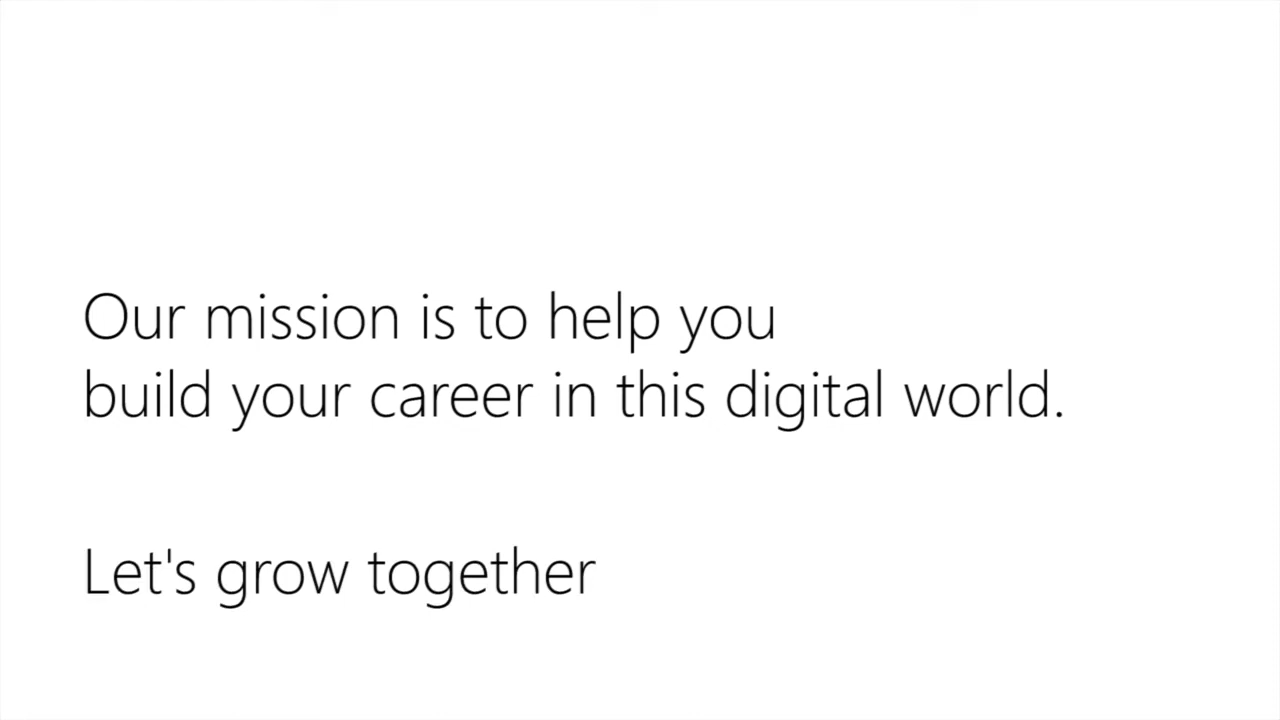 Our mission is to help you
build your career in this digital world.
Let's grow together